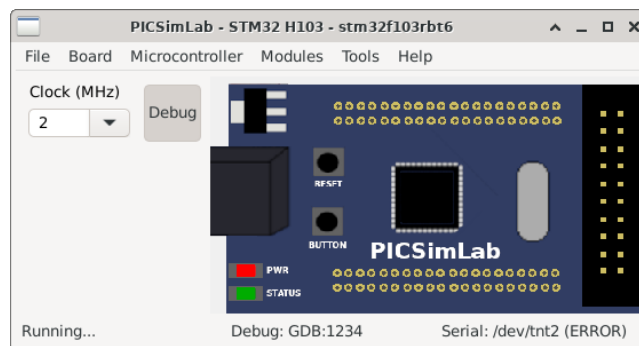 PICSimLab - STM32 H103 - stm32f103rbt6
File Board Microcontroller Modules Tools Help
Clock (MHz)
2
Debug
RESET
BUTTON
PICSimLab
PWR
STATUS
Running...
Debug: GDB:1234
Serial: /dev/tnt2 (ERROR)